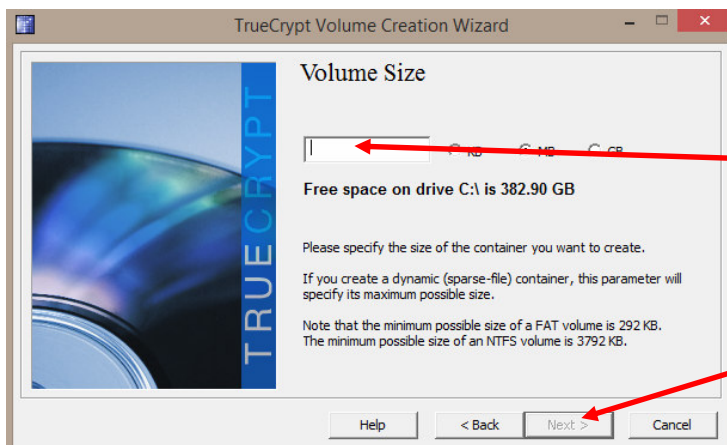 TrueCrypt Volume Creation Wizard
TRUECRYPT
Volume Size
KB MB GB
Free space on drive C:\ is 382.90 GB
Please specify the size of the container you want to create.
If you create a dynamic (sparse-file) container, this parameter will
specify its maximum possible size.
Note that the minimum possible size of a FAT volume is 292 KB.
The minimum possible size of an NTFS volume is 3792 KB.
Help < Back Next > Cancel